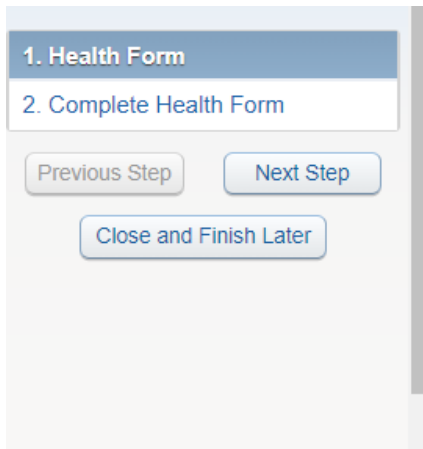 1. Health Form
2. Complete Health Form
Previous Step
Next Step
Close and Finish Later